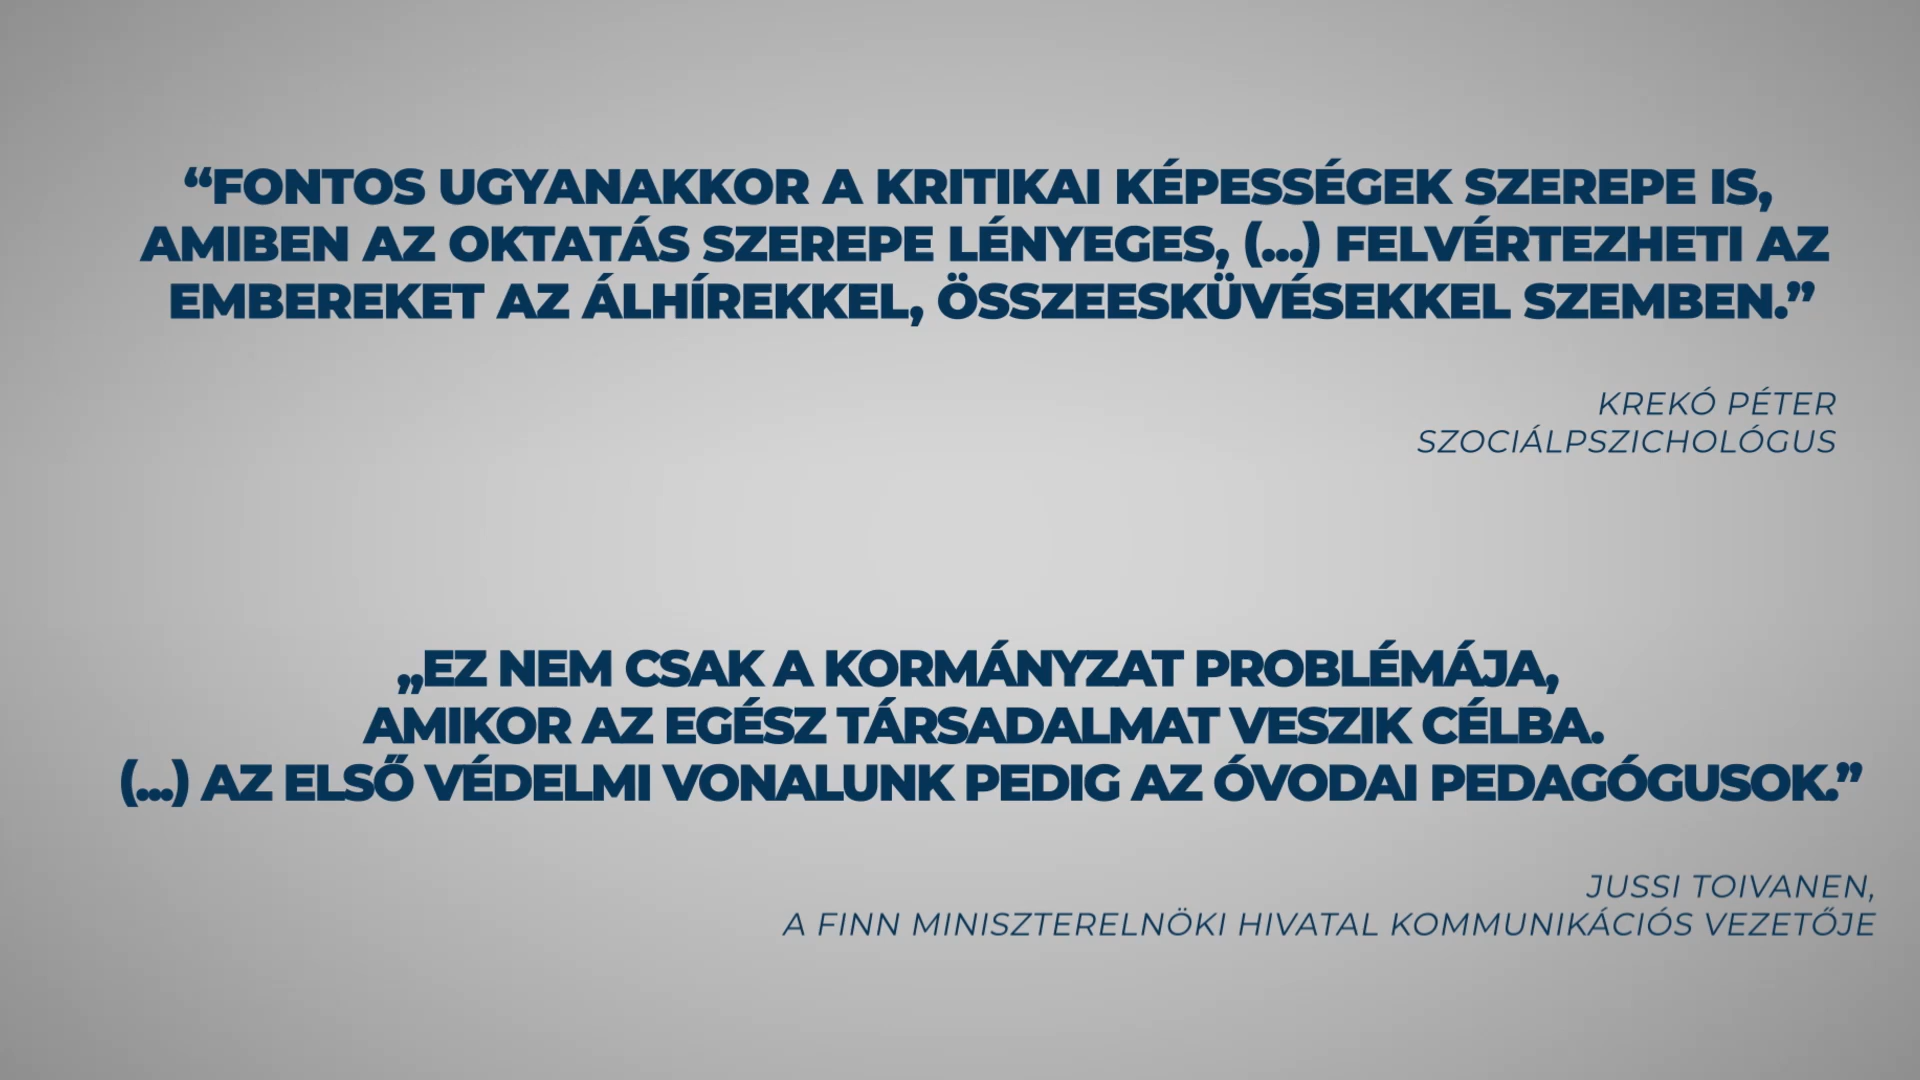 “FONTOS UGYANAKKOR A KRITIKAI KÉPESSÉGEK SZEREPE IS,
AMIBEN AZ OKTATÁS SZEREPE LÉNYEGES, (...) FELVÉRTEZHETI AZ
EMBEREKET AZ ÁLHÍREKKEL, ÖSSZEESKÜVÉSEKKEL SZEMBEN.”
KREKÓ PÉTER
SZOCIÁLPSZICHOLÓGUS
„EZ NEM CSAK A KORMÁNYZAT PROBLÉMÁJA,
AMIKOR AZ EGÉSZ TÁRSADALMAT VESZIK CÉLBA.
(...) AZ ELSŐ VÉDELMI VONALUNK PEDIG AZ ÓVODAI PEDAGÓGUSOK.”
JUSSI TOIVANEN,
A FINN MINISZTERELNÖKI HIVATAL KOMMUNIKÁCIÓS VEZETŐJE